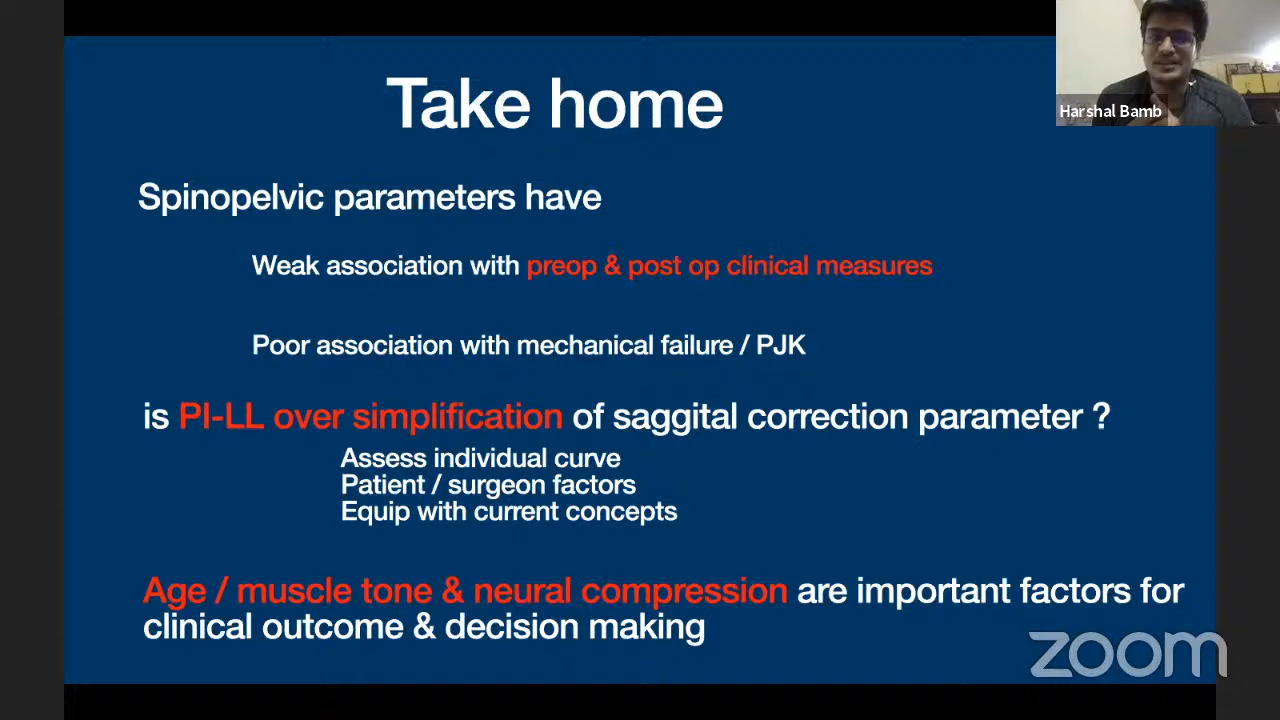 Take home
Harshal Bamb
Spinopelvic parameters have
Weak association with preop & post op clinical measures
Poor association with mechanical failure / PJK
is PI-LL over simplification of saggital correction parameter ?
Assess individual curve
Patient / surgeon factors
Equip with current concepts
Age / muscle tone & neural compression are important factors for
clinical outcome & decision making
zoom